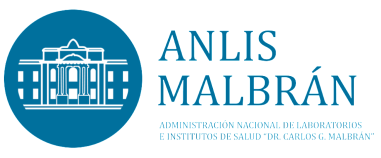 ANLIS
MALBRÁN
ADMINISTRACIÓN NACIONAL DE LABORATORIOS
E INSTITUTOS DE SALUD "DR. CARLOS G. MALBRÁN"